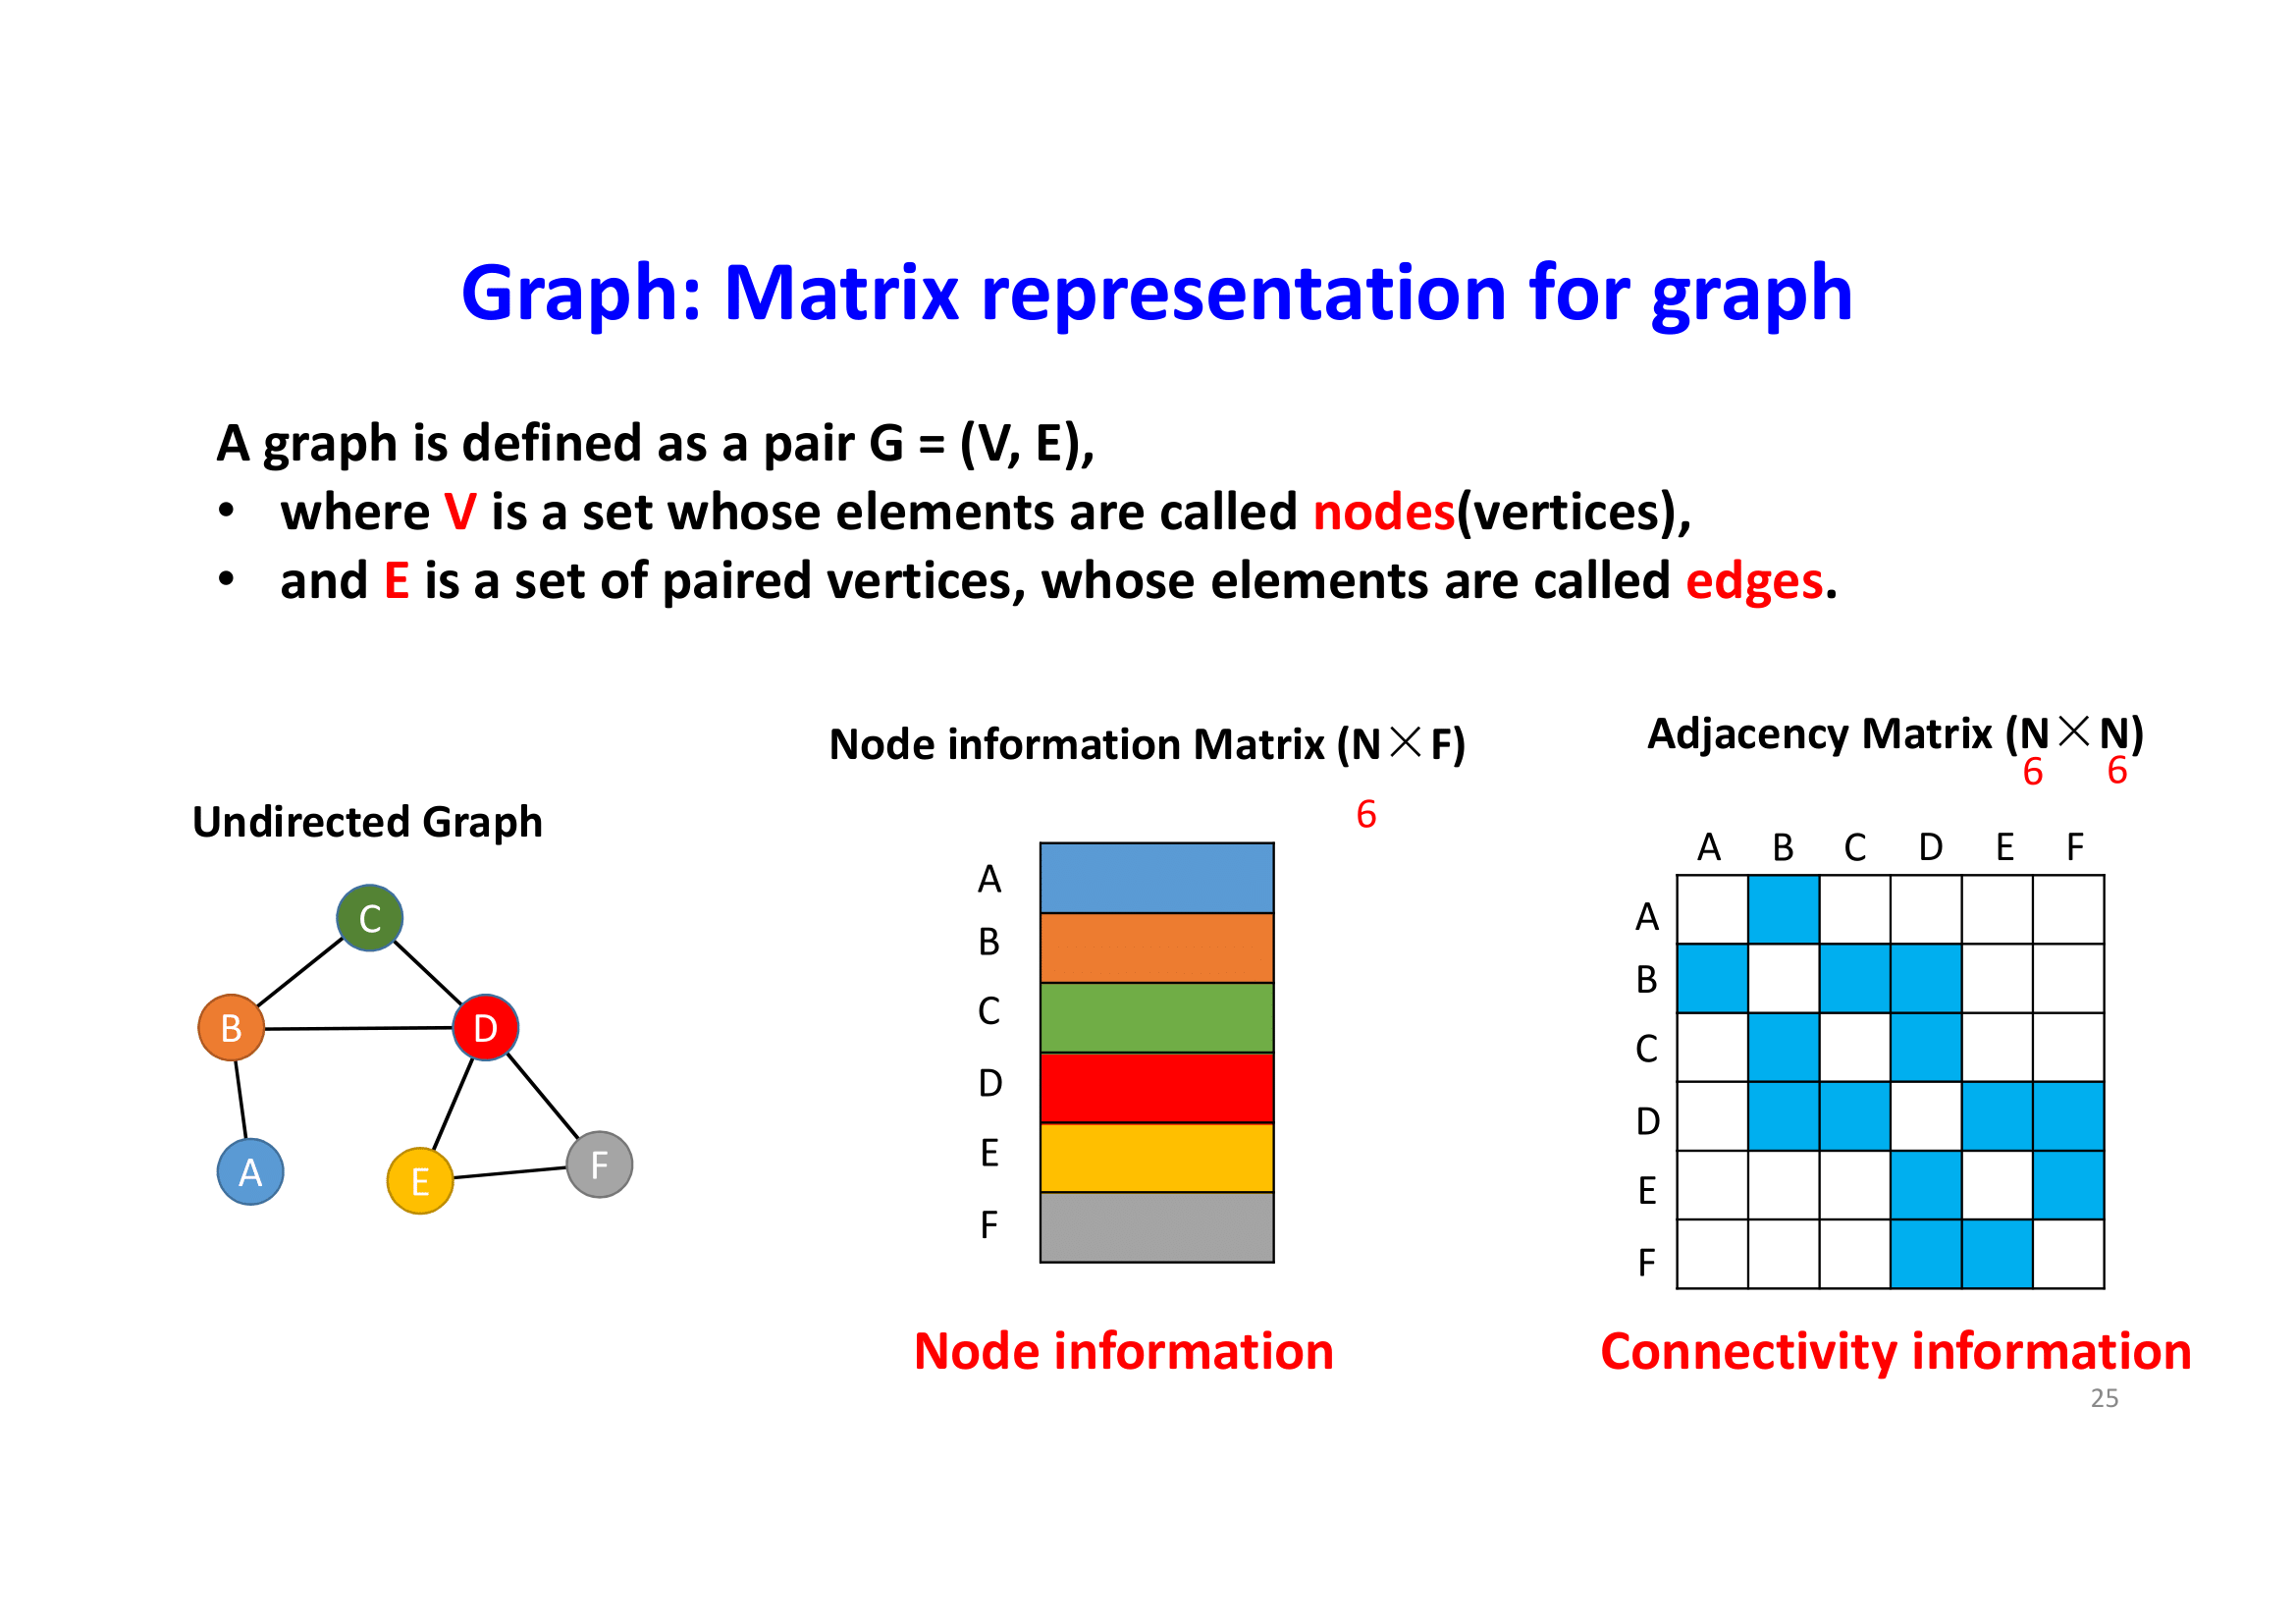 Graph: Matrix representation for graph
A graph is defined as a pair G = (V, E),
• where V is a set whose elements are called nodes(vertices),
• and E is a set of paired vertices, whose elements are called edges.
Undirected Graph
C
B
D
A
E
F
Node information Matrix (N×F)
6
A
B
C
D
E
F
Node information
Adjacency Matrix (N×N)
6 6
A B C D E F
A
B
C
D
E
F
Connectivity information
25